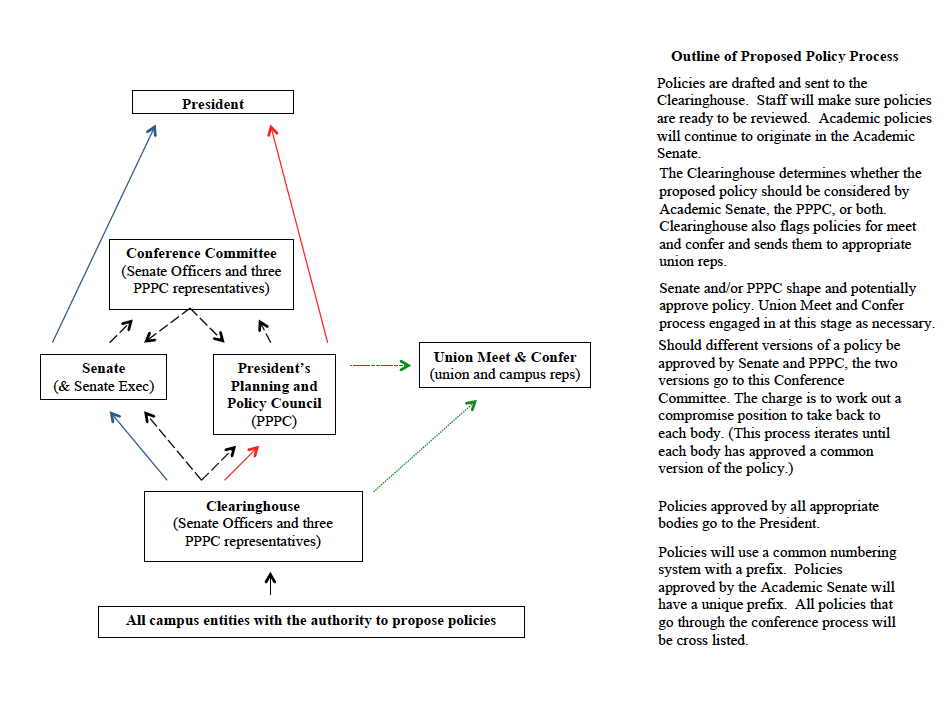 Outline of Proposed Policy Process
President
Policies are drafted and sent to the
Clearinghouse.  Staff will make sure policies
are ready to be reviewed.  Academic policies
will continue to originate in the Academic
Senate.
The Clearinghouse determines whether the
proposed policy should be considered by
Academic Senate, the PPPC, or both.
Clearinghouse also flags policies for meet
and confer and sends them to appropriate
union reps.
Conference Committee
(Senate Officers and three
PPPC representatives)
Senate and/or PPPC shape and potentially
approve policy. Union Meet and Confer
process engaged in at this stage as necessary.
Senate
(& Senate Exec)
President's
Planning and
Policy Council
(PPPC)
Union Meet & Confer
(union and campus reps)
Should different versions of a policy be
approved by Senate and PPPC, the two
versions go to this Conference
Committee. The charge is to work out a
compromise position to take back to
each body. (This process iterates until
each body has approved a common
version of the policy.)
Clearinghouse
(Senate Officers and three
PPPC representatives)
Policies approved by all appropriate
bodies go to the President.
Policies will use a common numbering
system with a prefix.  Policies
approved by the Academic Senate will
have a unique prefix.  All policies that
go through the conference process will
be cross listed.
All campus entities with the authority to propose policies